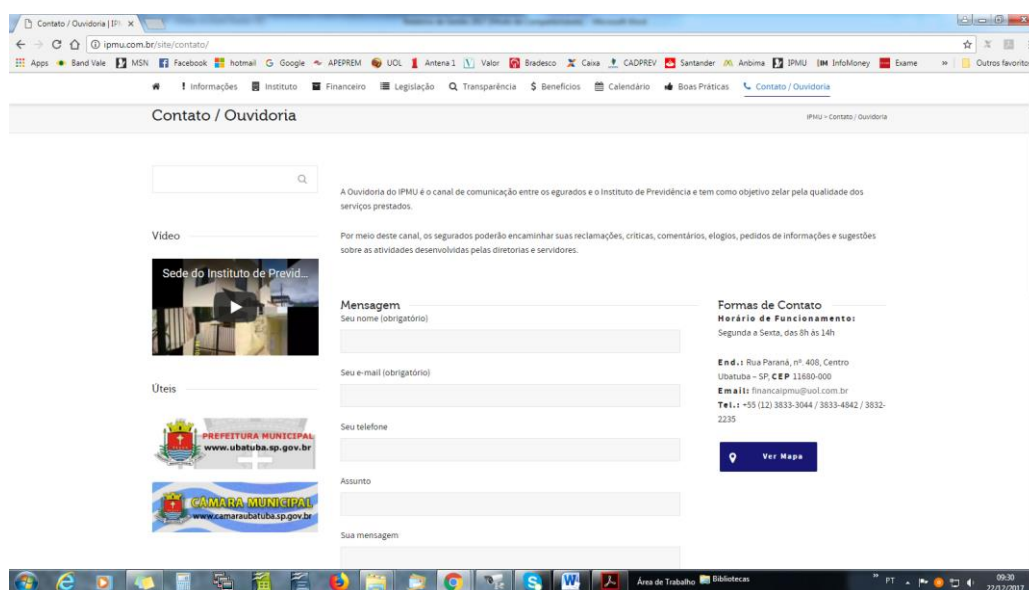 Contato / Ouvidoria | IPM
ipmu.com.br/site/contato/
Apps Band Vale MSN Facebook hotmail Google APEPREM UOL Antena 1 Valor Bradesco Caixa CADPREV Santander Anbima IPMU InfoMoney Exame » Outros favoritos
Informações Instituto Financeiro Legislação Transparência Benefícios Calendário Boas Práticas Contato / Ouvidoria
Contato / Ouvidoria
IPMU > Contato / Ouvidoria
A Ouvidoria do IPMU é o canal de comunicação entre os egurados e o Instituto de Previdência e tem como objetivo zelar pela qualidade dos
serviços prestados.
Por meio deste canal, os segurados poderão encaminhar suas reclamações, críticas, comentários, elogios, pedidos de informações e sugestões
sobre as atividades desenvolvidas pelas diretorias e servidores.
Vídeo
Sede do Instituto de Previd...
Úteis
PREFEITURA MUNICIPAL
www.ubatuba.sp.gov.br
CÂMARA MUNICIPAL
www.camaraubatuba.sp.gov.br
Mensagem
Seu nome (obrigatório)
Seu e-mail (obrigatório)
Seu telefone
Assunto
Sua mensagem
Formas de Contato
Horário de Funcionamento:
Segunda a Sexta, das 8h às 14h
End.: Rua Paraná, nº. 408, Centro
Ubatuba – SP, CEP 11680-000
Email: financaipmu@uol.com.br
Tel.: +55 (12) 3833-3044 / 3833-4842 / 3832-
2235
Ver Mapa
Área de Trabalho Bibliotecas » PT 09:30
22/12/2017